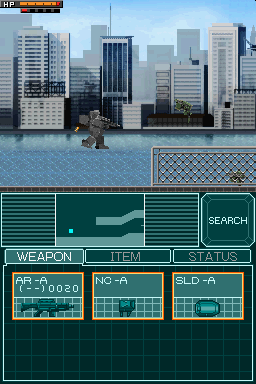 HP
SEARCH
WEAPON ITEM STATUS
AR-A NC-A SLD-A
(--)0020